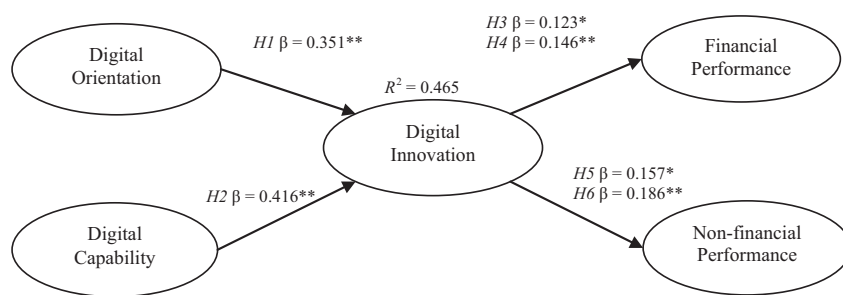 Digital
Orientation
H1 β = 0.351**
H3 β = 0.123*
H4 β = 0.146**
Financial
Performance
R² = 0.465
Digital
Innovation
H2 β = 0.416**
H5 β = 0.157*
H6 β = 0.186**
Digital
Capability
Non-financial
Performance